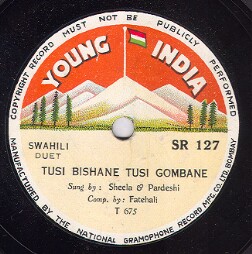 COPYRIGHT RECORD MUST NOT BE PUBLICLY PERFORMED
YOUNG INDIA
SWAHILI
DUET
SR 127
TUSI BISHANE TUSI GOMBANE
Sung by : Sheela & Pardeshi
Comp. by : Fatehali
T 675
MANUFACTURED BY THE NATIONAL GRAMOPHONE RECORD MFG. CO. LTD. BOMBAY